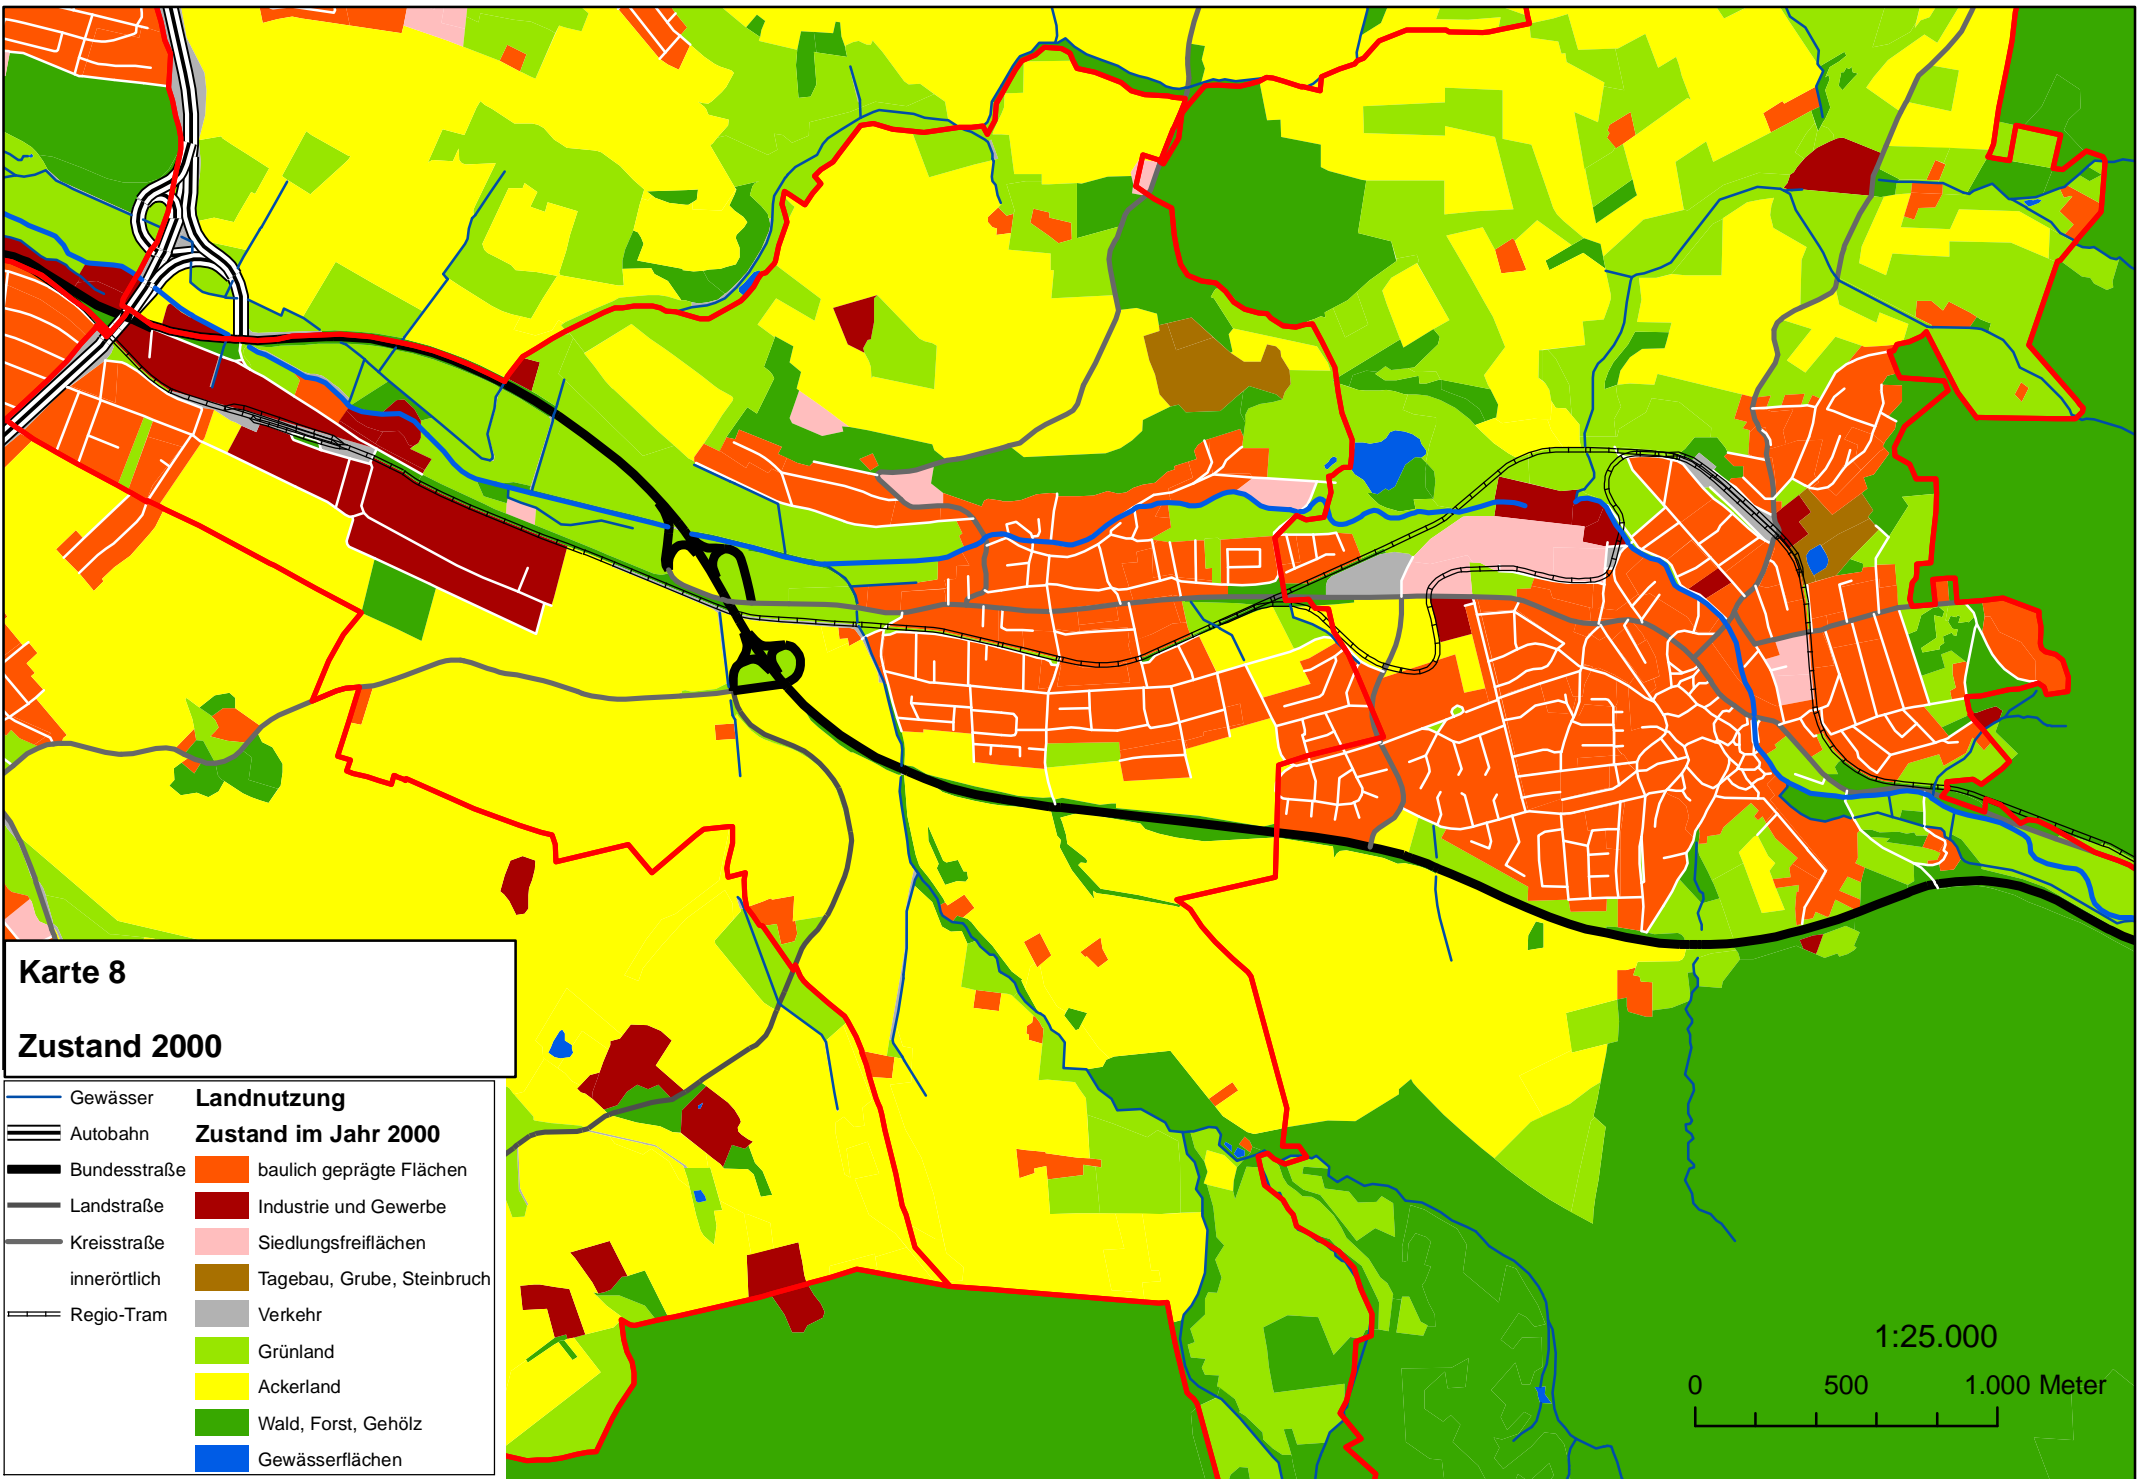 Karte 8
Zustand 2000
Gewässer
Autobahn
Bundesstraße
Landstraße
Kreisstraße
innerörtlich
Regio-Tram
Landnutzung
Zustand im Jahr 2000
baulich geprägte Flächen
Industrie und Gewerbe
Siedlungsfreiflächen
Tagebau, Grube, Steinbruch
Verkehr
Grünland
Ackerland
Wald, Forst, Gehölz
Gewässerflächen
1:25.000
0 500 1.000 Meter